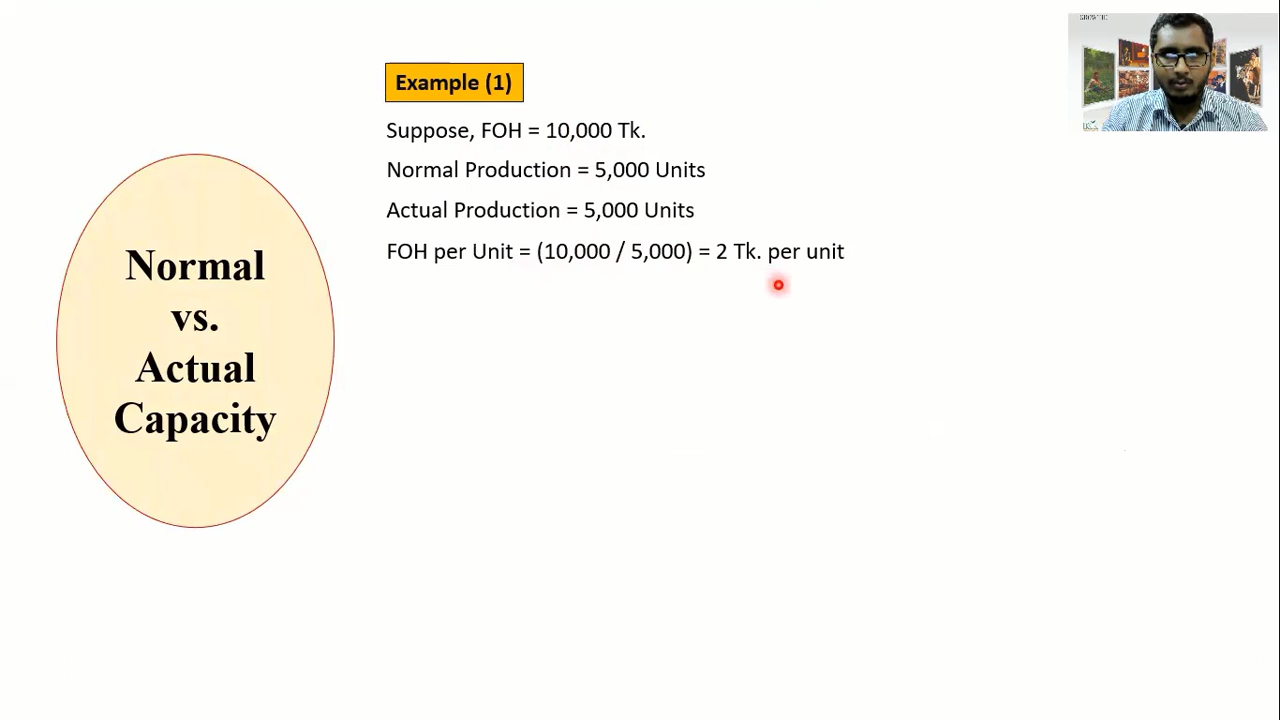 Example (1)
Suppose, FOH = 10,000 Tk.
Normal Production = 5,000 Units
Actual Production = 5,000 Units
FOH per Unit = (10,000 / 5,000) = 2 Tk. per unit
Normal
vs.
Actual
Capacity